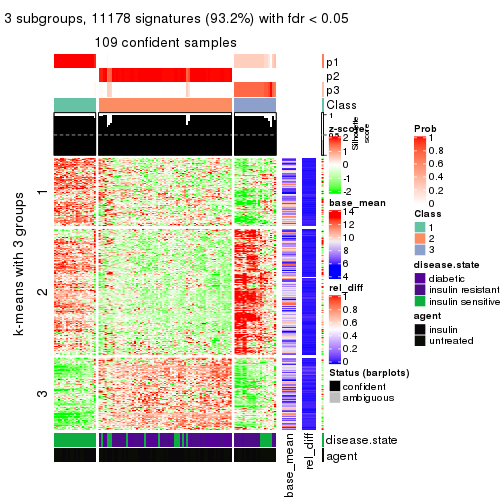 3 subgroups, 11178 signatures (93.2%) with fdr < 0.05
109 confident samples
p1
p2
p3
Class
1
Silhouette
score
k-means with 3 groups
1
2
3
disease.state
agent
base_mean
rel_diff
z-score
2
1
0
-1
-2
base_mean
14
12
10
8
6
4
rel_diff
1
0.8
0.6
0.4
0.2
0
Status (barplots)
confident
ambiguous
Prob
1
0.8
0.6
0.4
0.2
0
Class
1
2
3
disease.state
diabetic
insulin resistant
insulin sensitive
agent
insulin
untreated